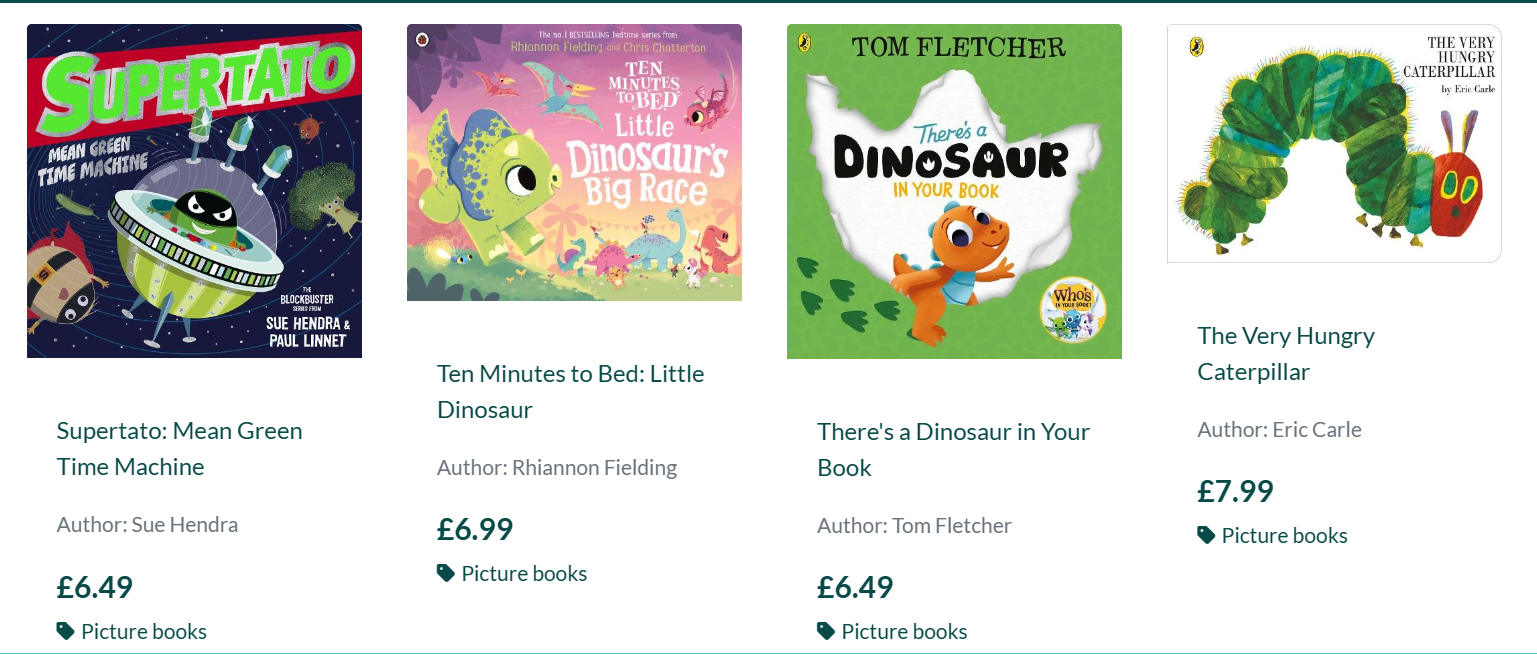 SUPERTATO
MEAN GREEN
TIME MACHINE
THE
BLOCKBUSTER
SERIES FROM
SUE HENDRA &
PAUL LINNET
Supertato: Mean Green
Time Machine
Author: Sue Hendra
£6.49
Picture books
The no.1 BESTSELLING bedtime series from
Rhiannon Fielding and Chris Chatterton
TEN
MINUTES
TO BED
Little
Dinosaur's
Big Race
Ten Minutes to Bed: Little
Dinosaur
Author: Rhiannon Fielding
£6.99
Picture books
TOM FLETCHER
There's a
DINOSAUR
IN YOUR BOOK
WHO'S
IN YOUR BOOK?
There's a Dinosaur in Your
Book
Author: Tom Fletcher
£6.49
Picture books
THE VERY
HUNGRY
CATERPILLAR
by Eric Carle
The Very Hungry
Caterpillar
Author: Eric Carle
£7.99
Picture books